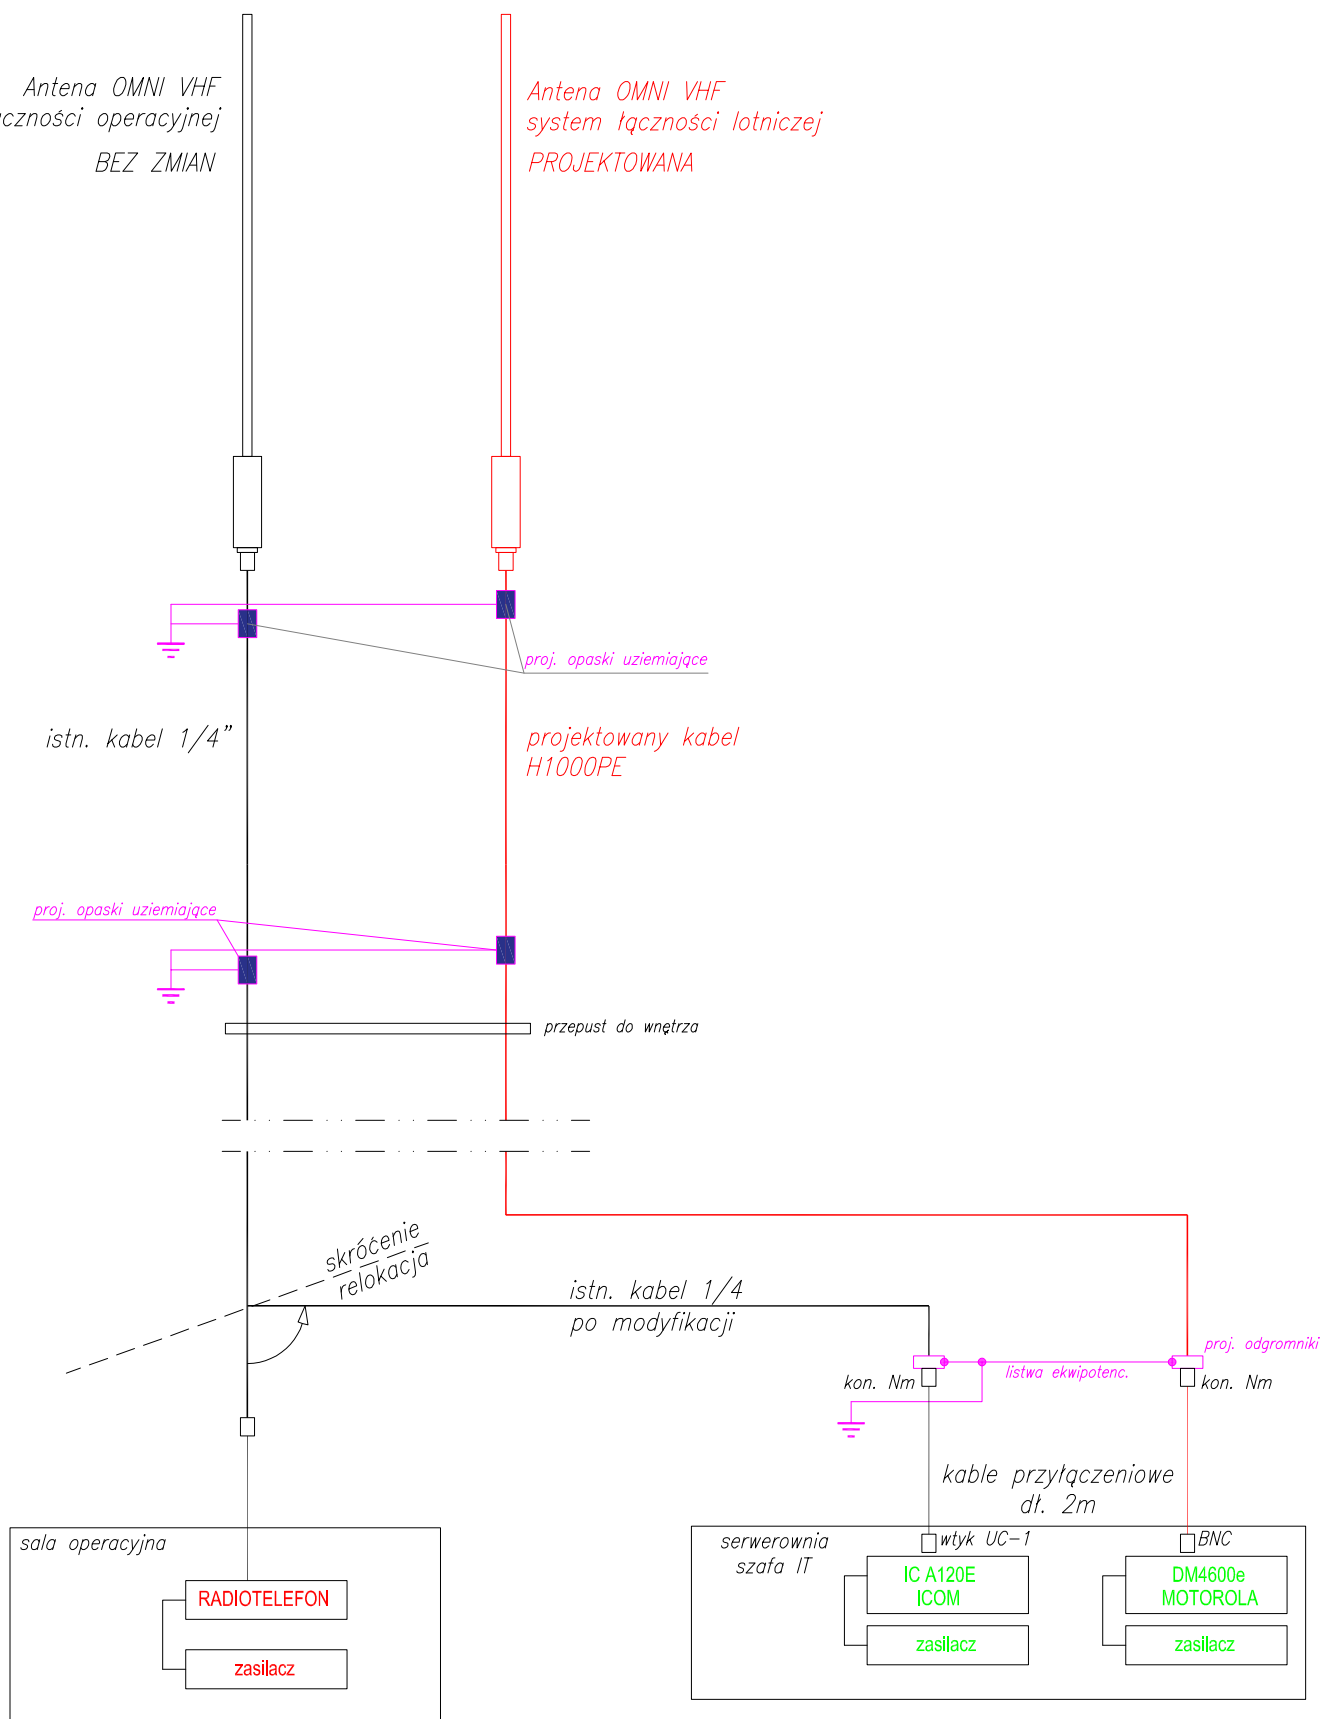 Antena OMNI VHF
operacyjnej
BEZ ZMIAN
Antena OMNI VHF
system łączności lotniczej
PROJEKTOWANA
proj. opaski uziemiające
istn. kabel 1/4”
projektowany kabel
H1000PE
proj. opaski uziemiające
przepust do wnętrza
skrócenie
relokacja
istn. kabel 1/4
po modyfikacji
proj. odgromniki
listwa ekwipotenc.
kon. Nm
kon. Nm
kable przyłączeniowe
dł. 2m
sala operacyjna
RADIOTELEFON
zasilacz
serwerownia
szafa IT
wtyk UC-1
BNC
IC A120E
ICOM
zasilacz
DM4600e
MOTOROLA
zasilacz